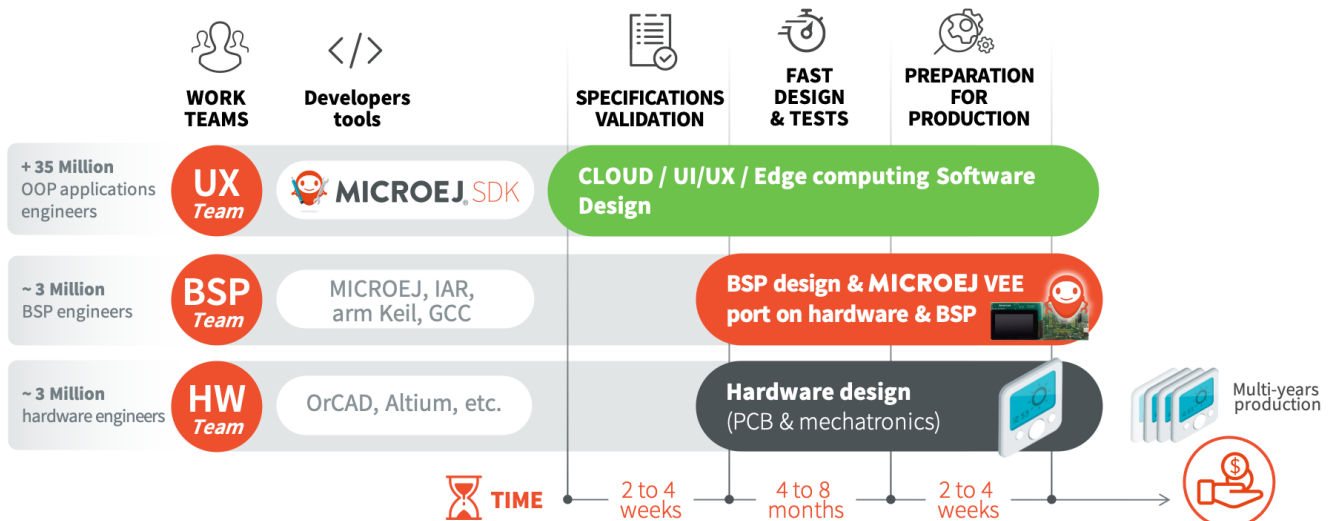 WORK
TEAMS
Developers
tools
SPECIFICATIONS
VALIDATION
FAST
DESIGN
& TESTS
PREPARATION
FOR
PRODUCTION
+ 35 Million
OOP applications
engineers
UX
Team
MICROEJ® SDK
CLOUD / UI/UX / Edge computing Software
Design
~ 3 Million
BSP engineers
BSP
Team
MICROEJ, IAR,
arm Keil, GCC
BSP design & MICROEJ VEE
port on hardware & BSP
~ 3 Million
hardware engineers
HW
Team
OrCAD, Altium, etc.
Hardware design
(PCB & mechatronics)
Multi-years
production
TIME
2 to 4
weeks
4 to 8
months
2 to 4
weeks
$